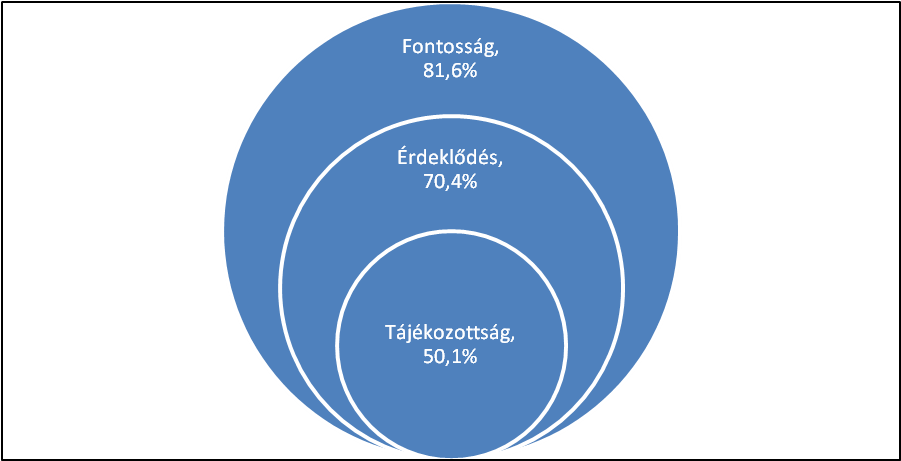 Fontosság,
81,6%
Érdeklődés,
70,4%
Tájékozottság,
50,1%